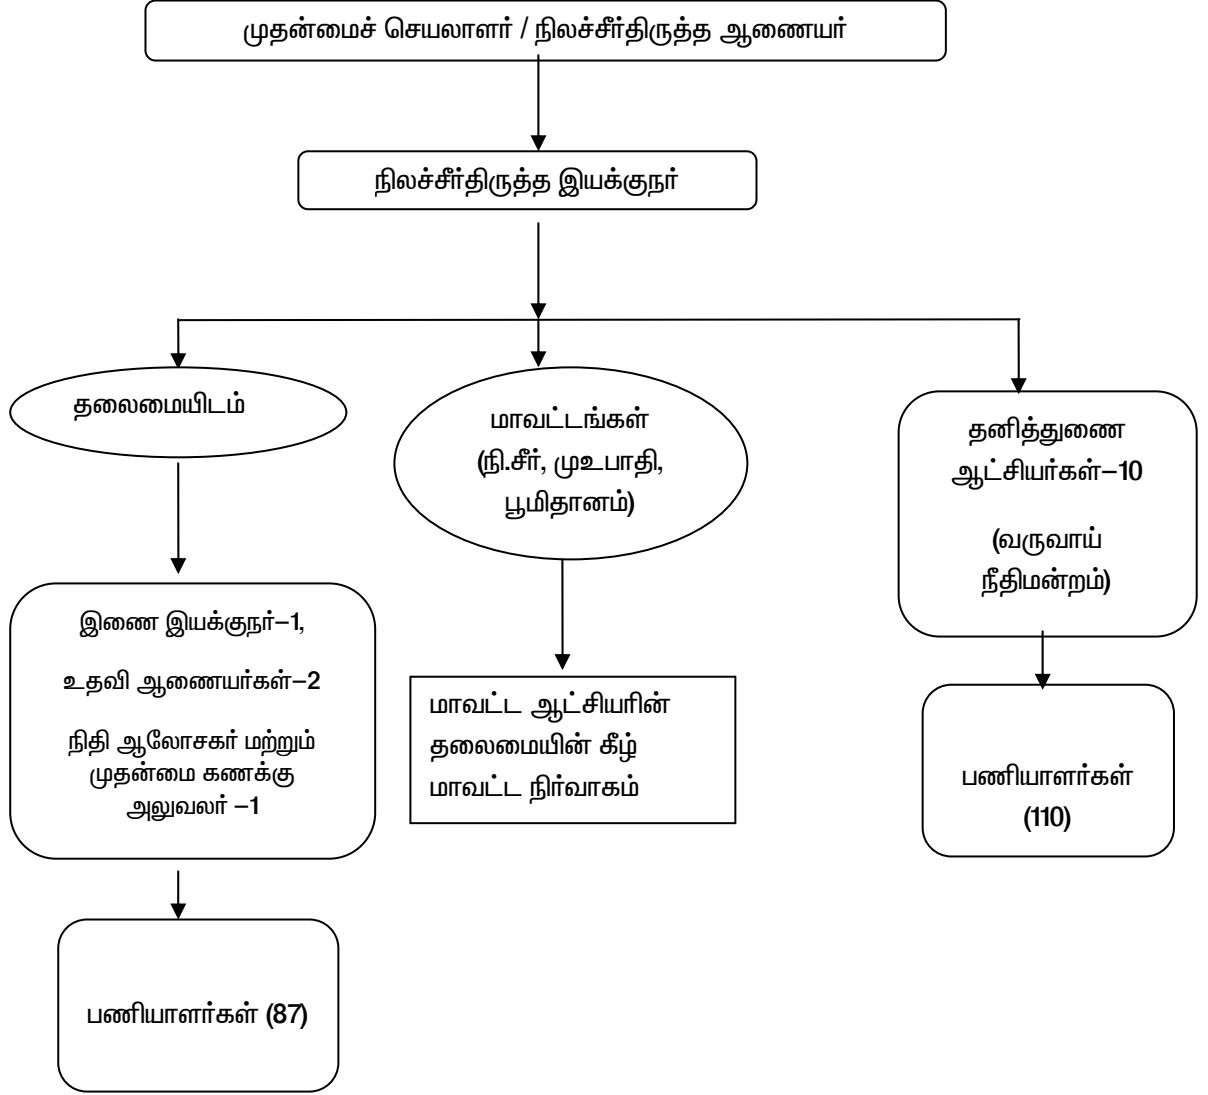 முதன்மைச் செயலாளர் / நிலச்சீர்திருத்த ஆணையர்
நிலச்சீர்திருத்த இயக்குநர்
தலைமையிடம்
மாவட்டங்கள்
(நி.சீர், முஉபாதி,
பூமிதானம்)
தனித்துணை
ஆட்சியர்கள்–10
(வருவாய்
நீதிமன்றம்)
இணை இயக்குநர்–1,
உதவி ஆணையர்கள்–2
நிதி ஆலோசகர் மற்றும்
முதன்மை கணக்கு
அலுவலர் –1
மாவட்ட ஆட்சியரின்
தலைமையின் கீழ்
மாவட்ட நிர்வாகம்
பணியாளர்கள்
(110)
பணியாளர்கள் (87)